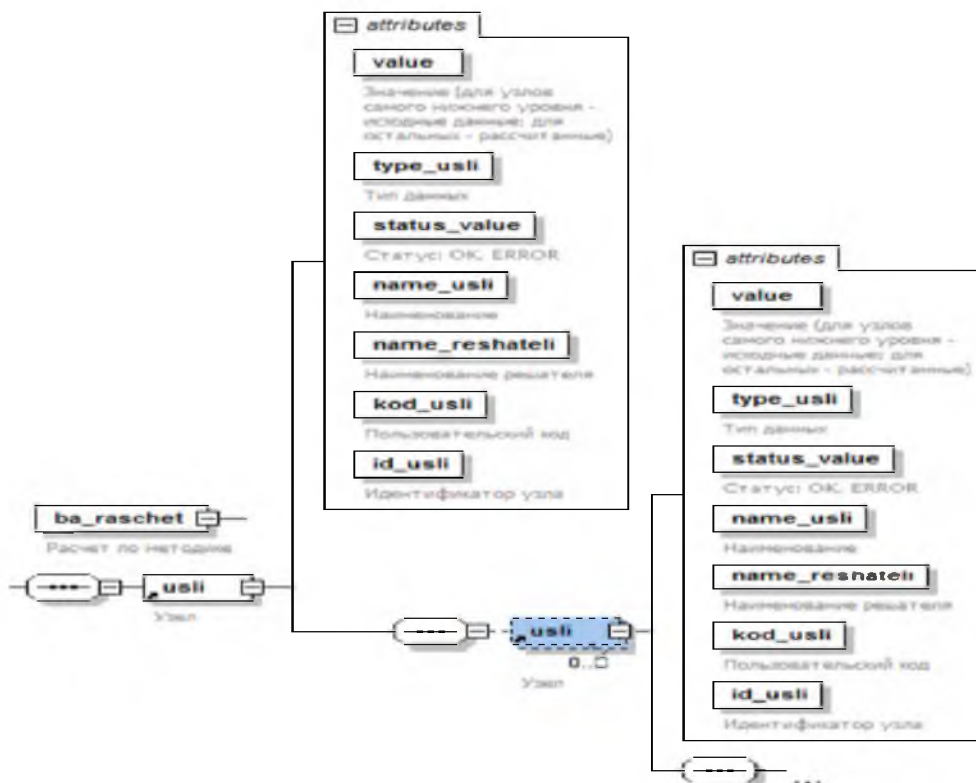 attributes
value
Значение (для узлов
самого нижнего уровня -
исходные данные; для
остальных - рассчитанные)
type_usli
Тип данных
status_value
Статус: OK, ERROR
name_usli
Наименование
name_reshateli
Наименование решателя
kod_usli
Пользовательский код
id_usli
Идентификатор узла
ba_raschet
Расчет по методике
usli
Узел
usli
0..□
Узел
attributes
value
Значение (для узлов
самого нижнего уровня -
исходные данные; для
остальных - рассчитанные)
type_usli
Тип данных
status_value
Статус: OK, ERROR
name_usli
Наименование
name_reshateli
Наименование решателя
kod_usli
Пользовательский код
id_usli
Идентификатор узла